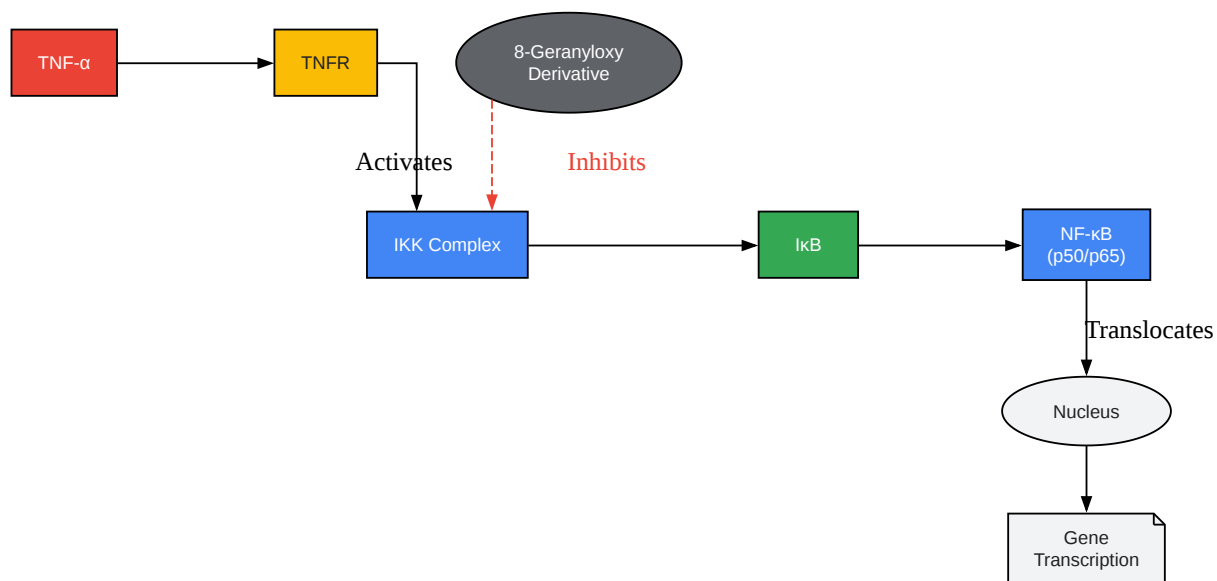 TNF-α
TNFR
8-Geranyloxy
Derivative
Activates
Inhibits
IKK Complex
IκB
NF-κB
(p50/p65)
Translocates
Nucleus
Gene
Transcription